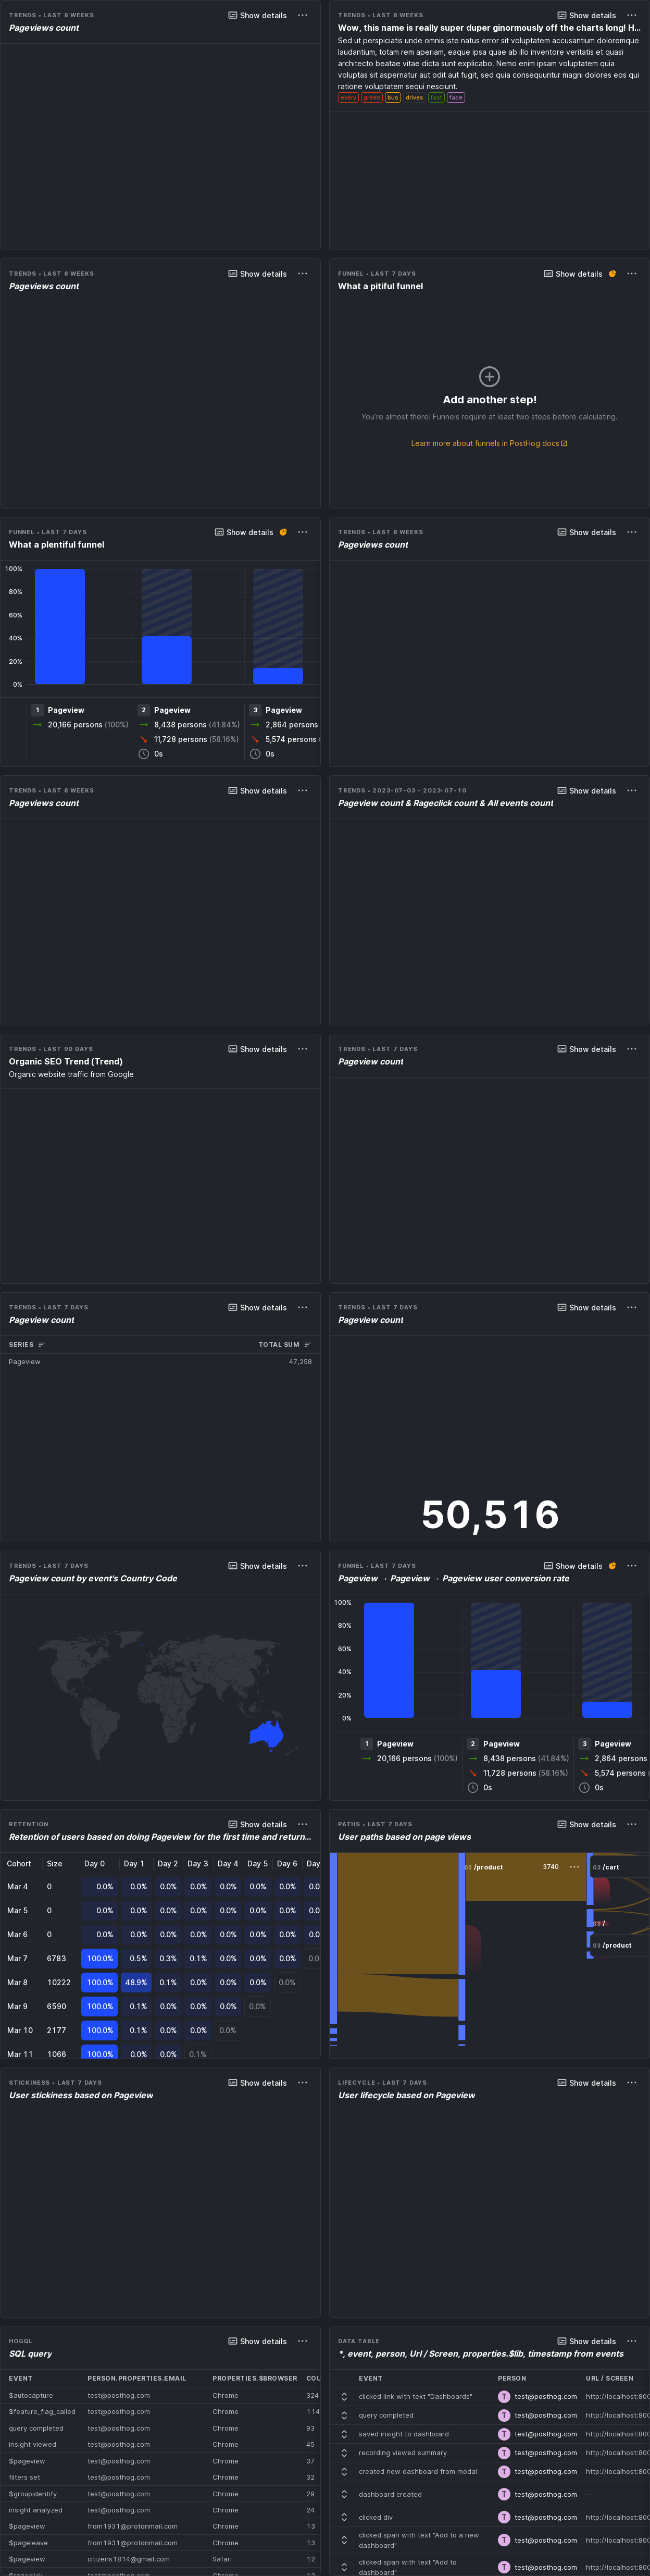 TRENDS • LAST 8 WEEKS
Show details
Pageviews count
TRENDS • LAST 8 WEEKS
Show details
Wow, this name is really super duper ginormously off the charts long! H...
Sed ut perspiciatis unde omnis iste natus error sit voluptatem accusantium doloremque
laudantium, totam rem aperiam, eaque ipsa quae ab illo inventore veritatis et quasi
architecto beatae vitae dicta sunt explicabo. Nemo enim ipsam voluptatem quia
voluptas sit aspernatur aut odit aut fugit, sed quia consequuntur magni dolores eos qui
ratione voluptatem sequi nesciunt.
every green bus drives fast face
TRENDS • LAST 8 WEEKS
Show details
Pageviews count
FUNNEL • LAST 7 DAYS
Show details
What a pitiful funnel
Add another step!
You're almost there! Funnels require at least two steps before calculating.
Learn more about funnels in PostHog docs
FUNNEL • LAST 7 DAYS
Show details
What a plentiful funnel
100%
80%
60%
40%
20%
0%
1 Pageview
20,166 persons (100%)
2 Pageview
8,438 persons (41.84%)
11,728 persons (58.16%)
0s
3 Pageview
2,864 persons
5,574 persons
0s
TRENDS • LAST 8 WEEKS
Show details
Pageviews count
TRENDS • LAST 8 WEEKS
Show details
Pageviews count
TRENDS • 2023-07-03 - 2023-07-10
Show details
Pageview count & Rageclick count & All events count
TRENDS • LAST 90 DAYS
Show details
Organic SEO Trend (Trend)
Organic website traffic from Google
TRENDS • LAST 7 DAYS
Show details
Pageview count
TRENDS • LAST 7 DAYS
Show details
Pageview count
SERIES TOTAL SUM
Pageview 47,258
TRENDS • LAST 7 DAYS
Show details
Pageview count
50,516
TRENDS • LAST 7 DAYS
Show details
Pageview count by event's Country Code
FUNNEL • LAST 7 DAYS
Show details
Pageview → Pageview → Pageview user conversion rate
100%
80%
60%
40%
20%
0%
1 Pageview
20,166 persons (100%)
2 Pageview
8,438 persons (41.84%)
11,728 persons (58.16%)
0s
3 Pageview
2,864 persons
5,574 persons (
0s
RETENTION
Show details
Retention of users based on doing Pageview for the first time and return...
Cohort Size Day 0 Day 1 Day 2 Day 3 Day 4 Day 5 Day 6 Day
Mar 4 0 0.0% 0.0% 0.0% 0.0% 0.0% 0.0% 0.0% 0.0
Mar 5 0 0.0% 0.0% 0.0% 0.0% 0.0% 0.0% 0.0% 0.0
Mar 6 0 0.0% 0.0% 0.0% 0.0% 0.0% 0.0% 0.0% 0.0
Mar 7 6783 100.0% 0.5% 0.3% 0.1% 0.0% 0.0% 0.0% 0.0
Mar 8 10222 100.0% 48.9% 0.1% 0.0% 0.0% 0.0% 0.0%
Mar 9 6590 100.0% 0.1% 0.0% 0.0% 0.0% 0.0%
Mar 10 2177 100.0% 0.1% 0.0% 0.0% 0.0%
Mar 11 1066 100.0% 0.0% 0.0% 0.1%
PATHS • LAST 7 DAYS
Show details
User paths based on page views
02 /product 3740
03 /cart
03 /
03 /product
STICKINESS • LAST 7 DAYS
Show details
User stickiness based on Pageview
LIFECYCLE • LAST 7 DAYS
Show details
User lifecycle based on Pageview
HOGQL
Show details
SQL query
EVENT PERSON.PROPERTIES.EMAIL PROPERTIES.$BROWSER COU
$autocapture test@posthog.com Chrome 324
$feature_flag_called test@posthog.com Chrome 114
query completed test@posthog.com Chrome 93
insight viewed test@posthog.com Chrome 45
$pageview test@posthog.com Chrome 37
filters set test@posthog.com Chrome 32
$groupidentify test@posthog.com Chrome 29
insight analyzed test@posthog.com Chrome 24
$pageview from1931@protonmail.com Chrome 13
$pageleave from1931@protonmail.com Chrome 13
$pageview citizens1814@gmail.com Safari 12
DATA TABLE
Show details
*, event, person, Url / Screen, properties.$lib, timestamp from events
EVENT PERSON URL / SCREEN
clicked link with text "Dashboards" T test@posthog.com http://localhost:800
query completed T test@posthog.com http://localhost:800
saved insight to dashboard T test@posthog.com http://localhost:800
recording viewed summary T test@posthog.com http://localhost:800
created new dashboard from modal T test@posthog.com http://localhost:800
dashboard created T test@posthog.com —
clicked div T test@posthog.com http://localhost:800
clicked span with text "Add to a new
dashboard" T test@posthog.com http://localhost:800
clicked span with text "Add to
dashboard" T test@posthog.com http://localhost:800